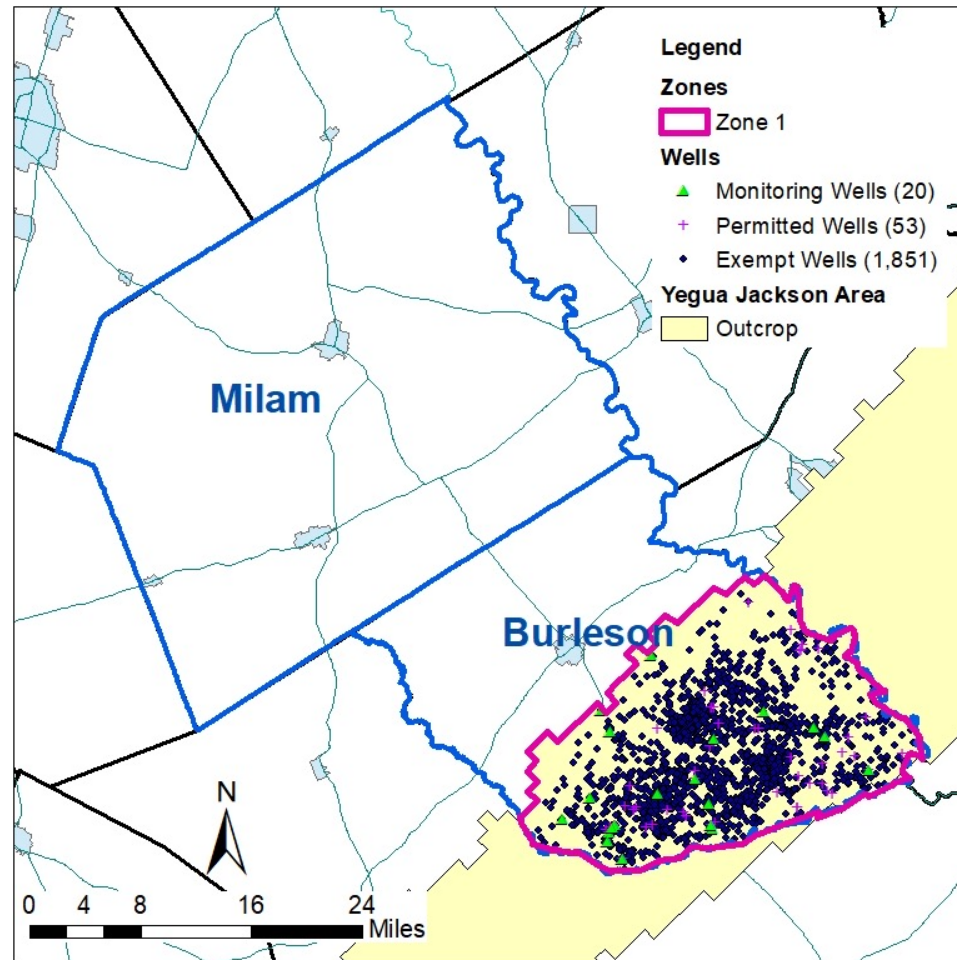 Legend
Zones
Zone 1
Wells
Monitoring Wells (20)
Permitted Wells (53)
Exempt Wells (1,851)
Yegua Jackson Area
Outcrop
Milam
Burleson
N
0 4 8 16 24
Miles